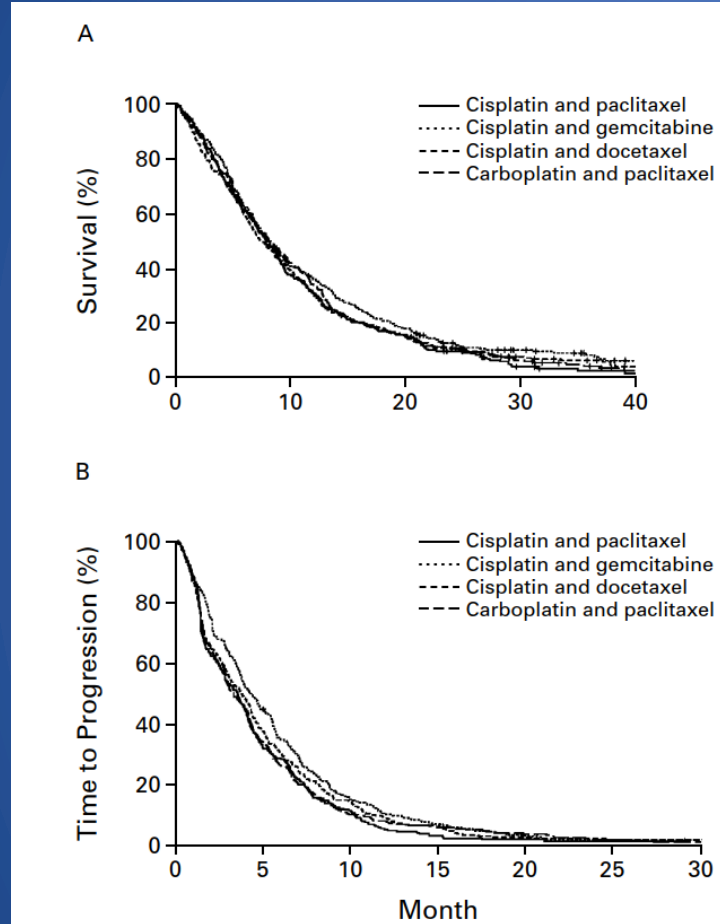 A
Survival (%)
100
80
60
40
20
0
Cisplatin and paclitaxel
Cisplatin and gemcitabine
Cisplatin and docetaxel
Carboplatin and paclitaxel
0 10 20 30 40
B
Time to Progression (%)
100
80
60
40
20
0
Cisplatin and paclitaxel
Cisplatin and gemcitabine
Cisplatin and docetaxel
Carboplatin and paclitaxel
0 5 10 15 20 25 30
Month